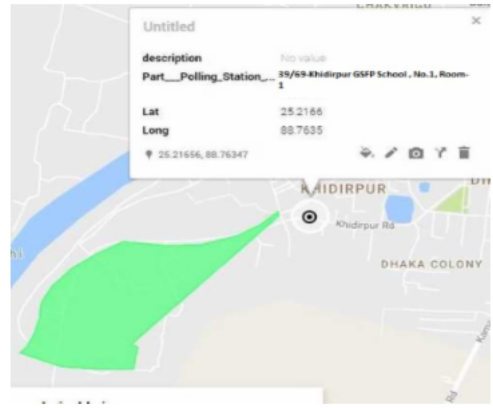 Untitled
description No value
Part___Polling_Station_... 39/69-Khidirpur GSFP School , No.1, Room-
1
Lat 25.2166
Long 88.7635
25.21656, 88.76347
KHIDIRPUR
Khidirpur Rd
DHAKA COLONY
Rd